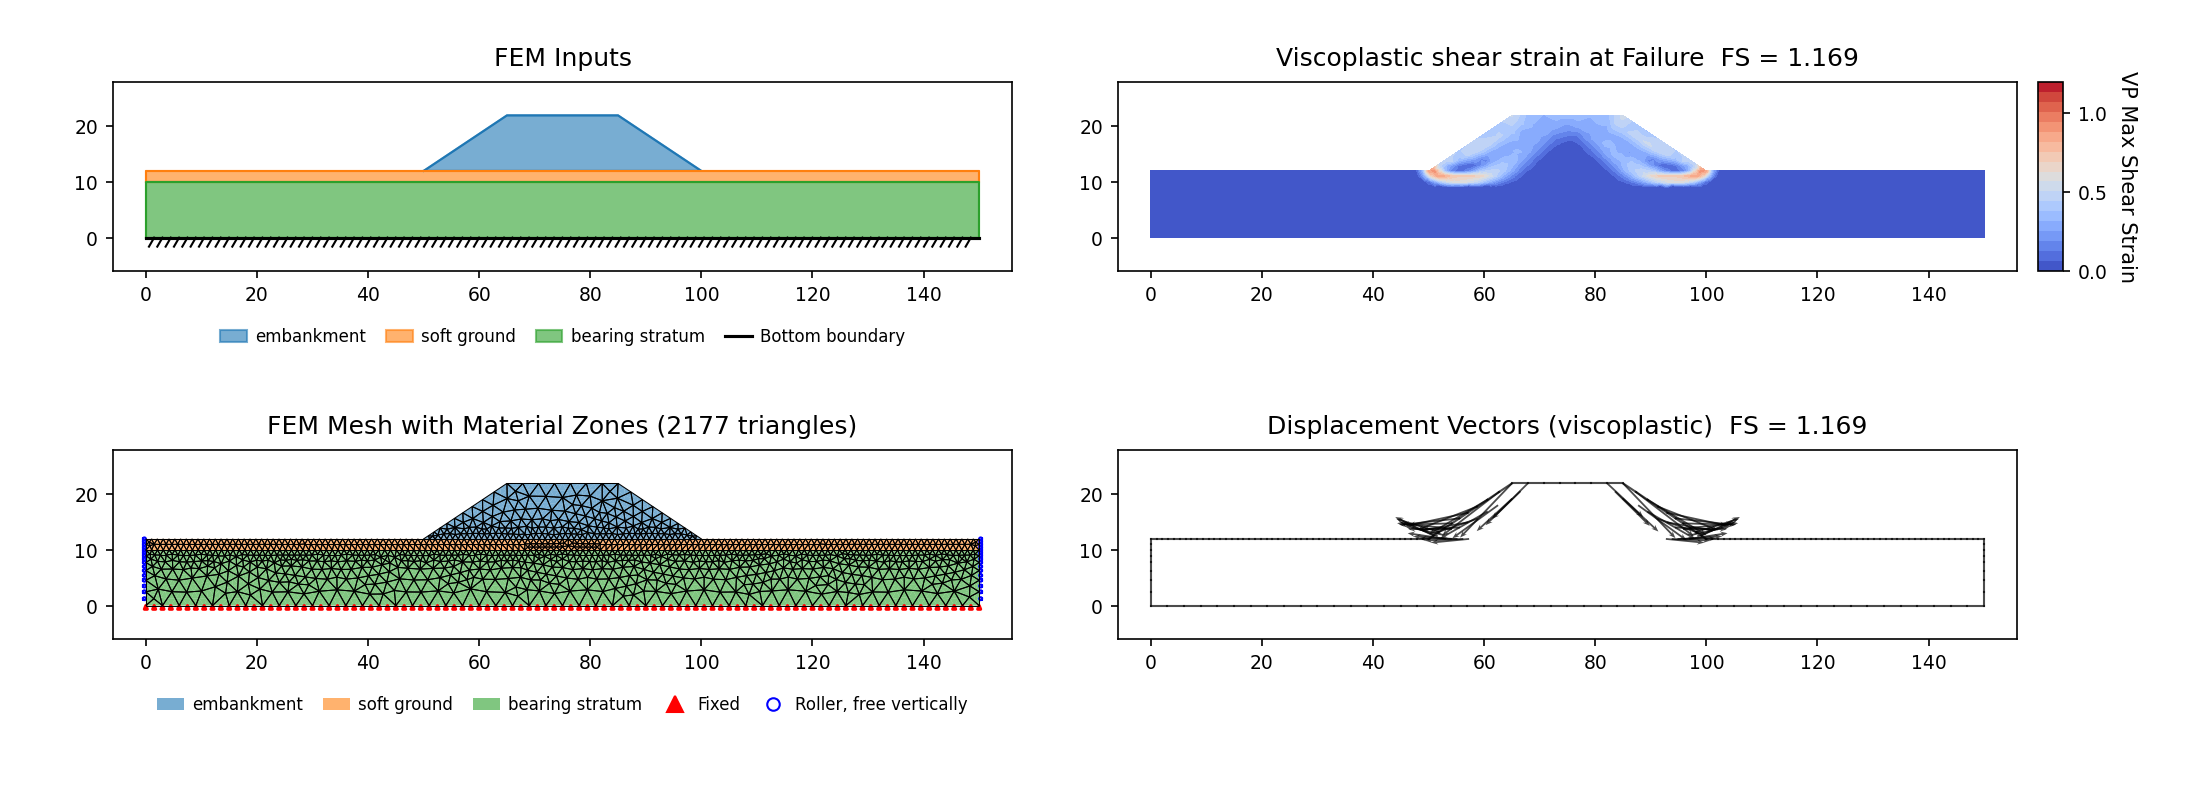 FEM Inputs
20
10
0
0 20 40 60 80 100 120 140
embankment soft ground bearing stratum Bottom boundary
Viscoplastic shear strain at Failure FS = 1.169
20
10
0
0 20 40 60 80 100 120 140
1.0
0.5
0.0
VP Max Shear Strain
FEM Mesh with Material Zones (2177 triangles)
20
10
0
0 20 40 60 80 100 120 140
embankment soft ground bearing stratum Fixed Roller, free vertically
Displacement Vectors (viscoplastic) FS = 1.169
20
10
0
0 20 40 60 80 100 120 140